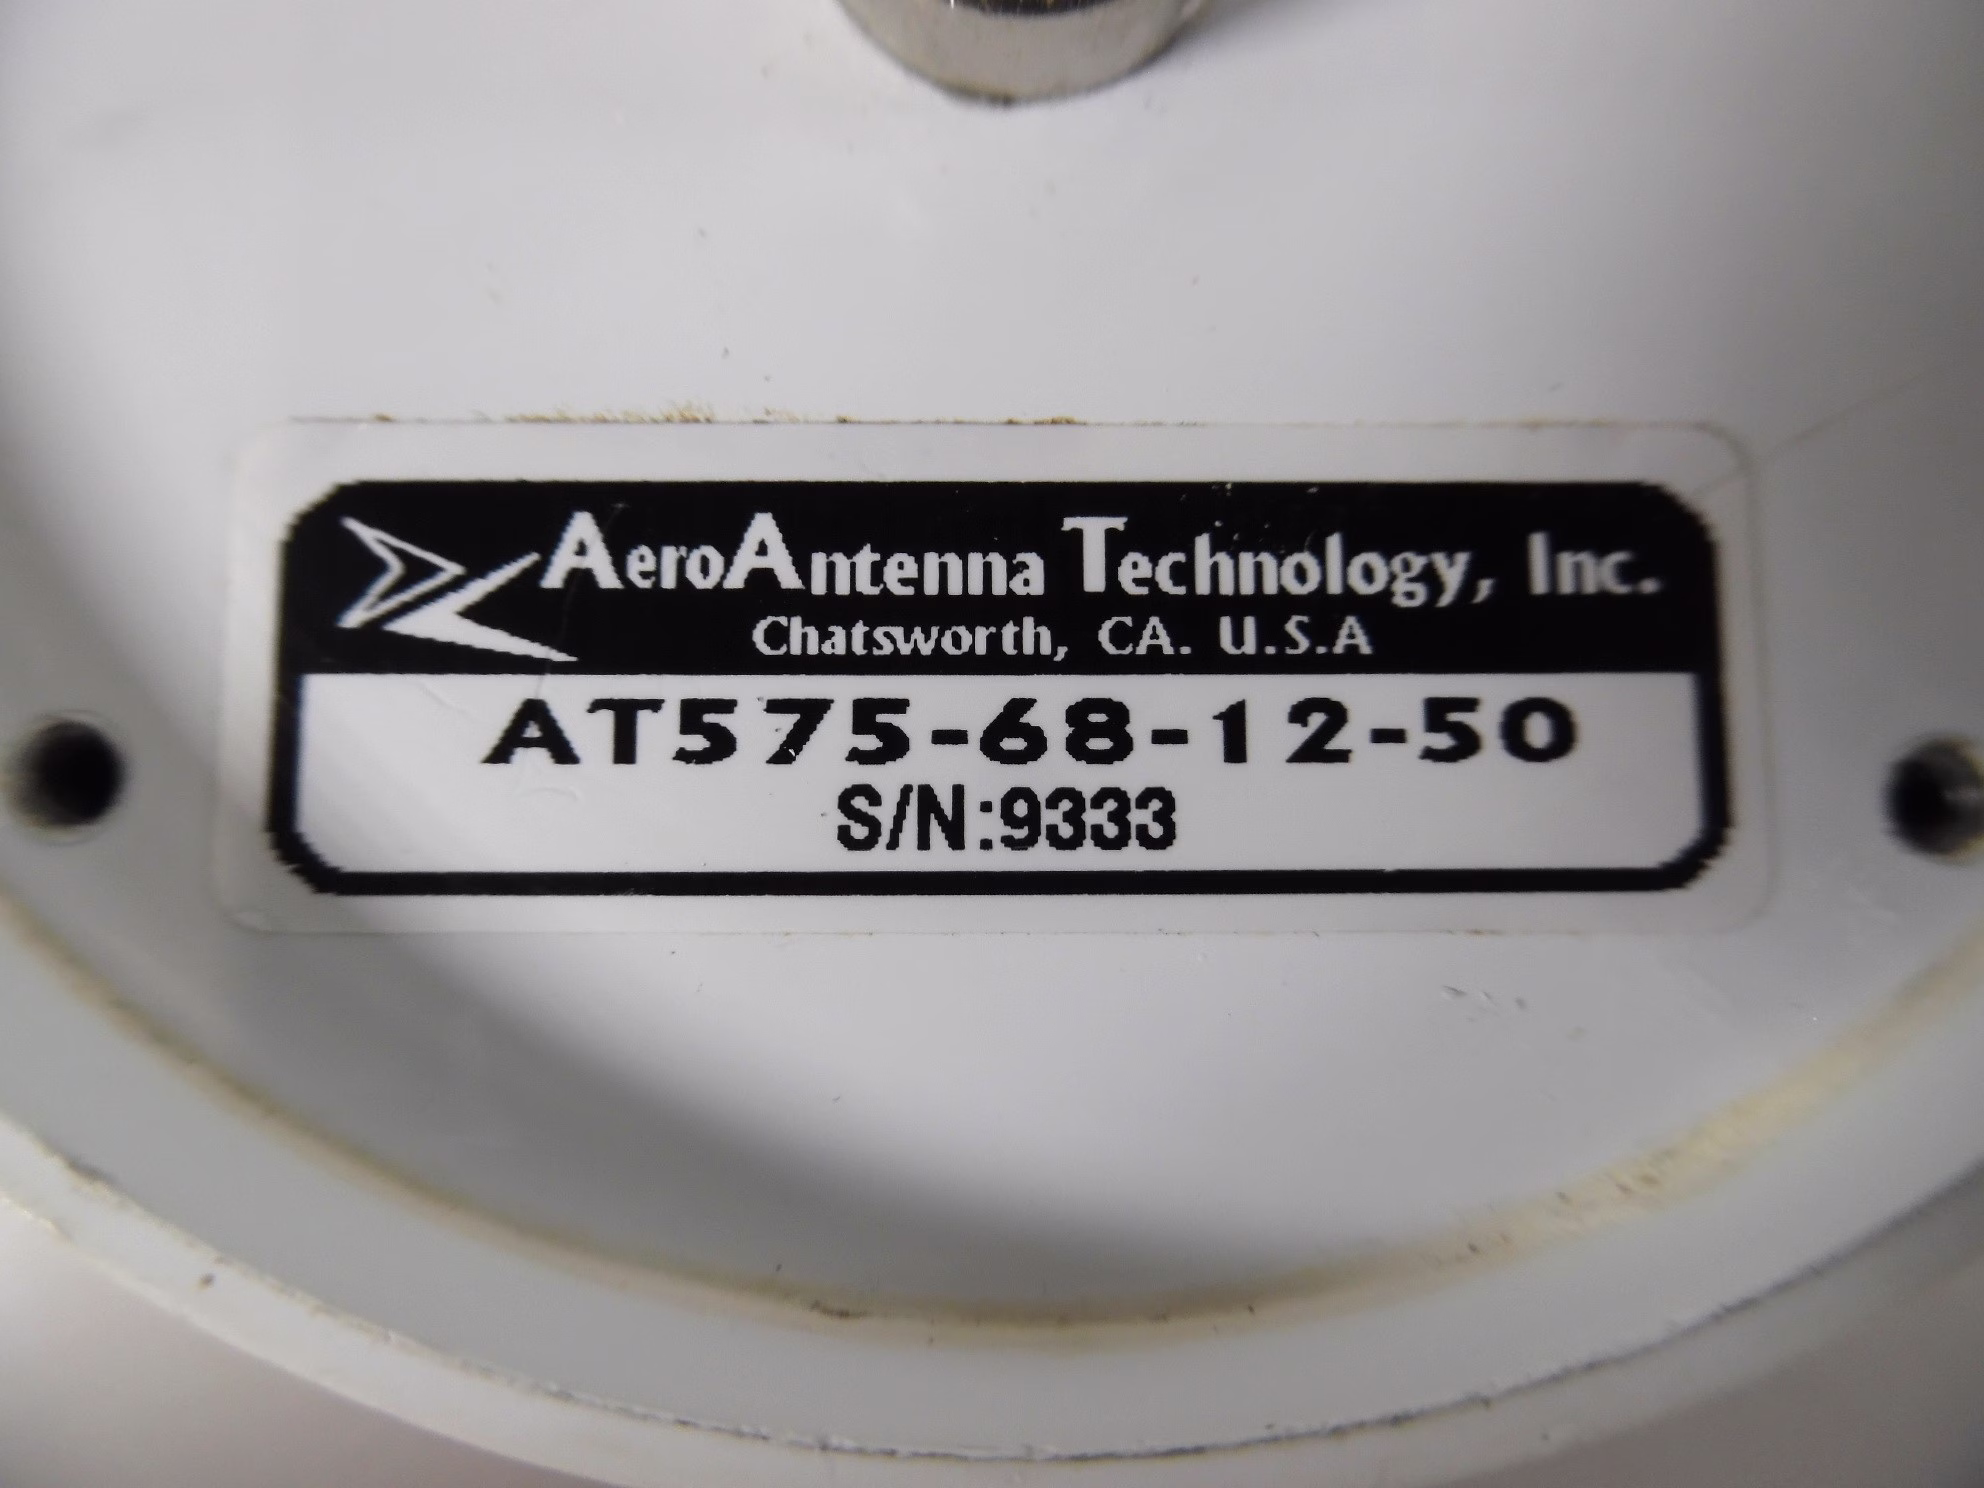 AeroAntenna Technology, Inc.
Chatsworth, CA. U.S.A
AT575-68-12-50
S/N:9333